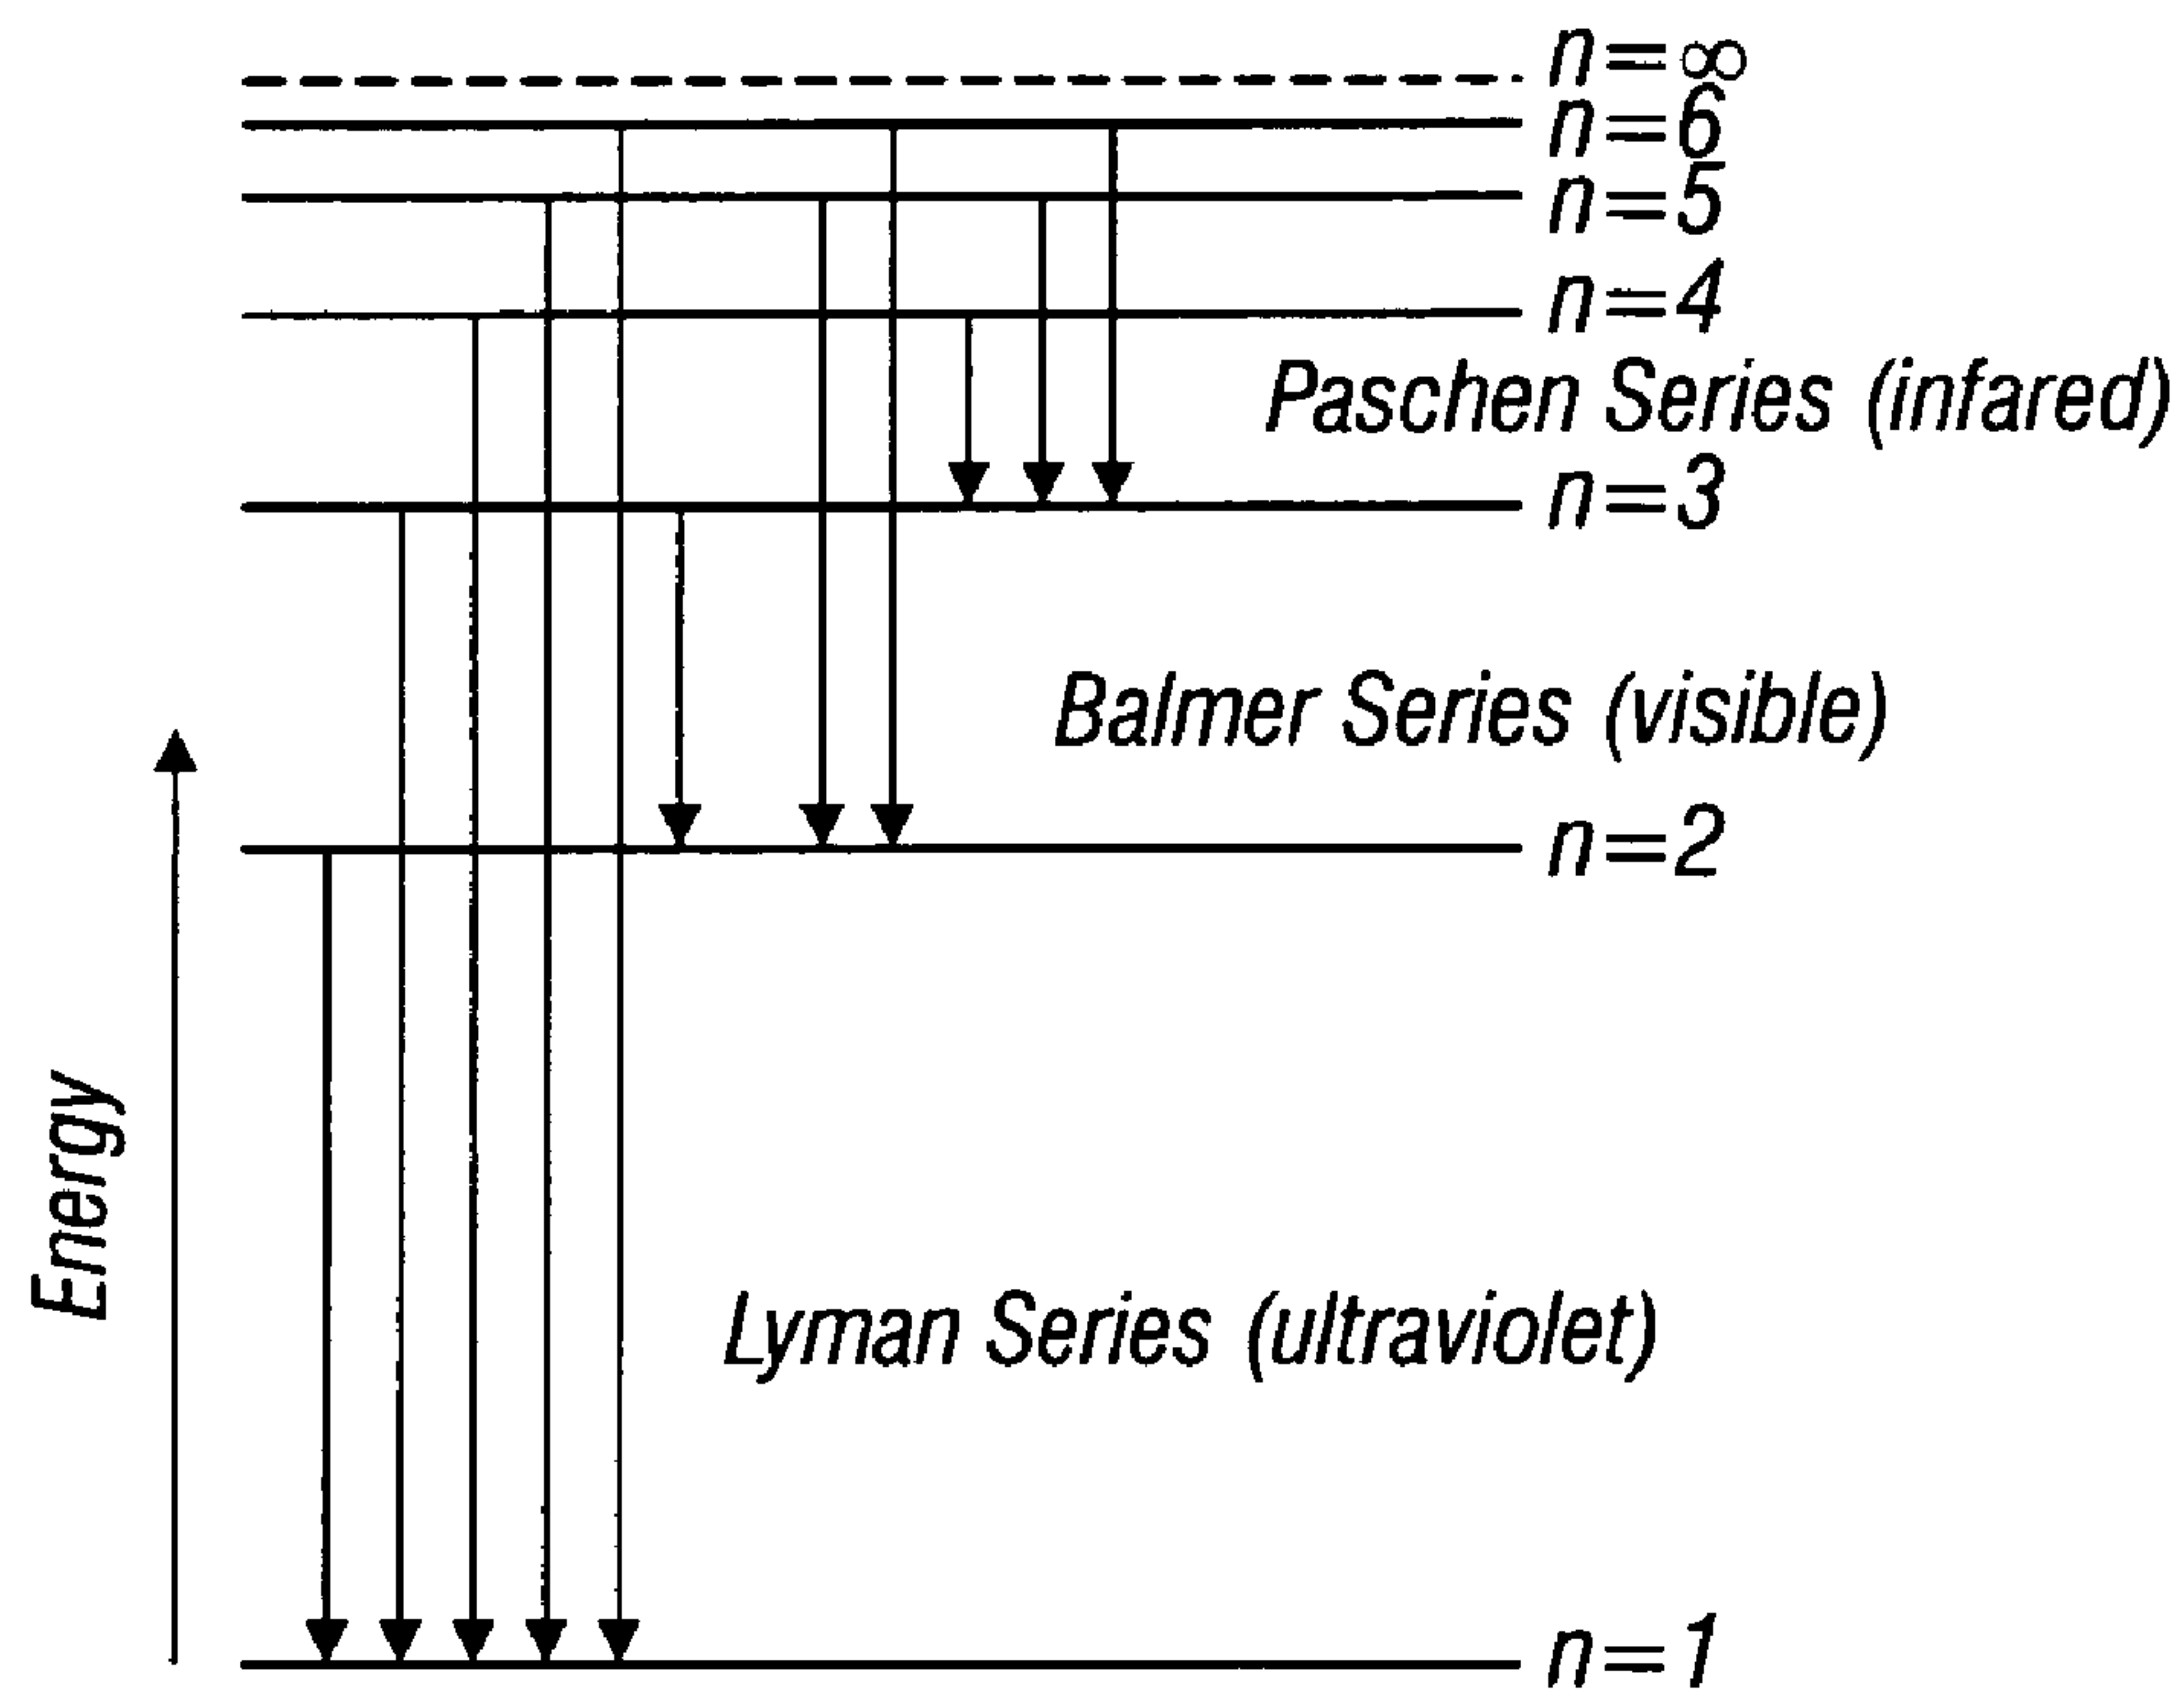 n=∞
n=6
n=5
n=4
Paschen Series (infared)
n=3
Balmer Series (visible)
n=2
Energy
Lyman Series (ultraviolet)
n=1